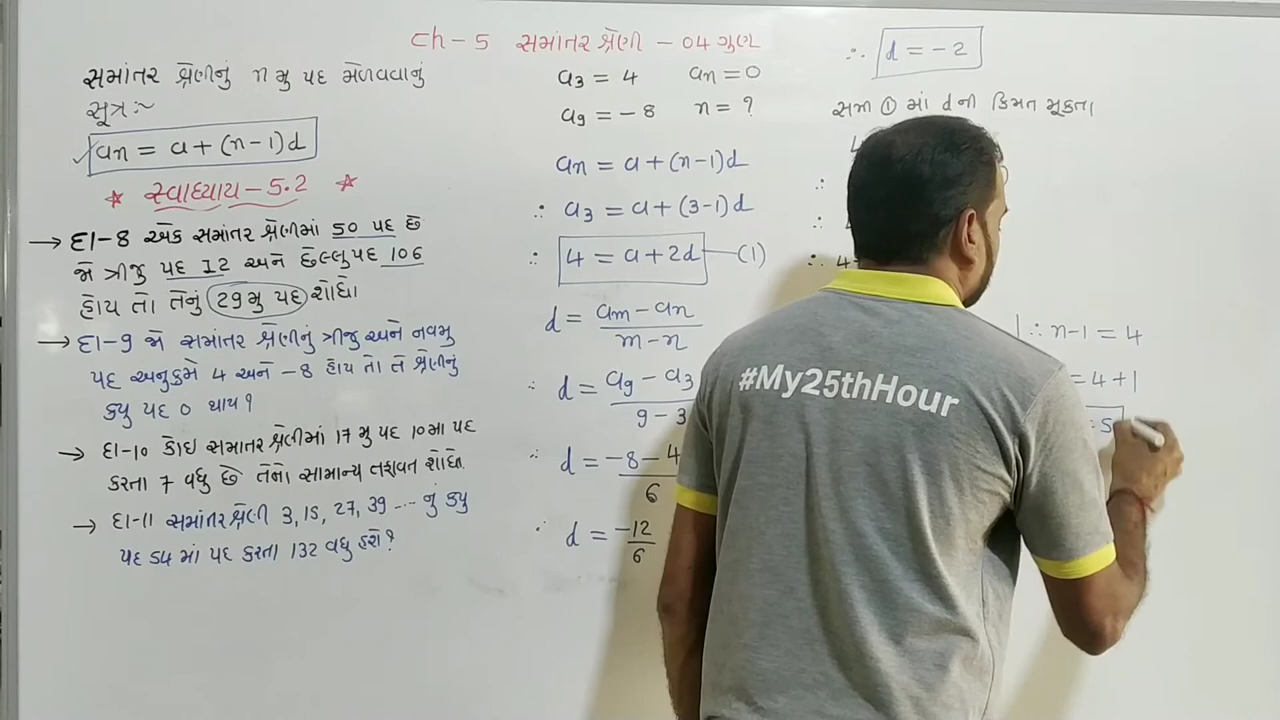 Ch-5 સમાંતર શ્રેણી - 04 ગુણ
સમાંતર શ્રેણીનું n મુ પદ મેળવવાનું
સૂત્ર:-
an = a + (n-1)d
* સ્વાધ્યાય-5.2 *
→ દા-8 એક સમાંતર શ્રેણીમાં 50 પદ છે
જો ત્રીજુ પદ 12 અને છેલ્લુ પદ 106
હોય તો તેનું 29મુ પદ શોધો
→ દા-9 જો સમાંતર શ્રેણીનું ત્રીજુ અને નવમુ
પદ અનુક્રમે 4 અને -8 હોય તો તે શ્રેણીનું
કયુ પદ 0 થાય?
→ દા-10 કોઇ સમાંતર શ્રેણીમાં 17 મુ પદ 10મા પદ
કરતા 7 વધુ છે તેનો સામાન્ય તફાવત શોધો.
→ દા-11 સમાંતર શ્રેણી 3, 15, 27, 39 ... નું કયુ
પદ 54 માં પદ કરતા 132 વધુ હશે?
a3 = 4 an = 0
a9 = -8 n = ?
an = a + (n-1)d
∴ a3 = a + (3-1)d
∴ 4 = a + 2d —(1)
d = am - an / m - n
∴ d = a9 - a3 / 9 - 3
∴ d = -8 - 4 / 6
∴ d = -12 / 6
∴ d = -2
સમી ① માં d ની કિંમત મૂકતા
∴ n-1 = 4
= 4+1
#My25thHour